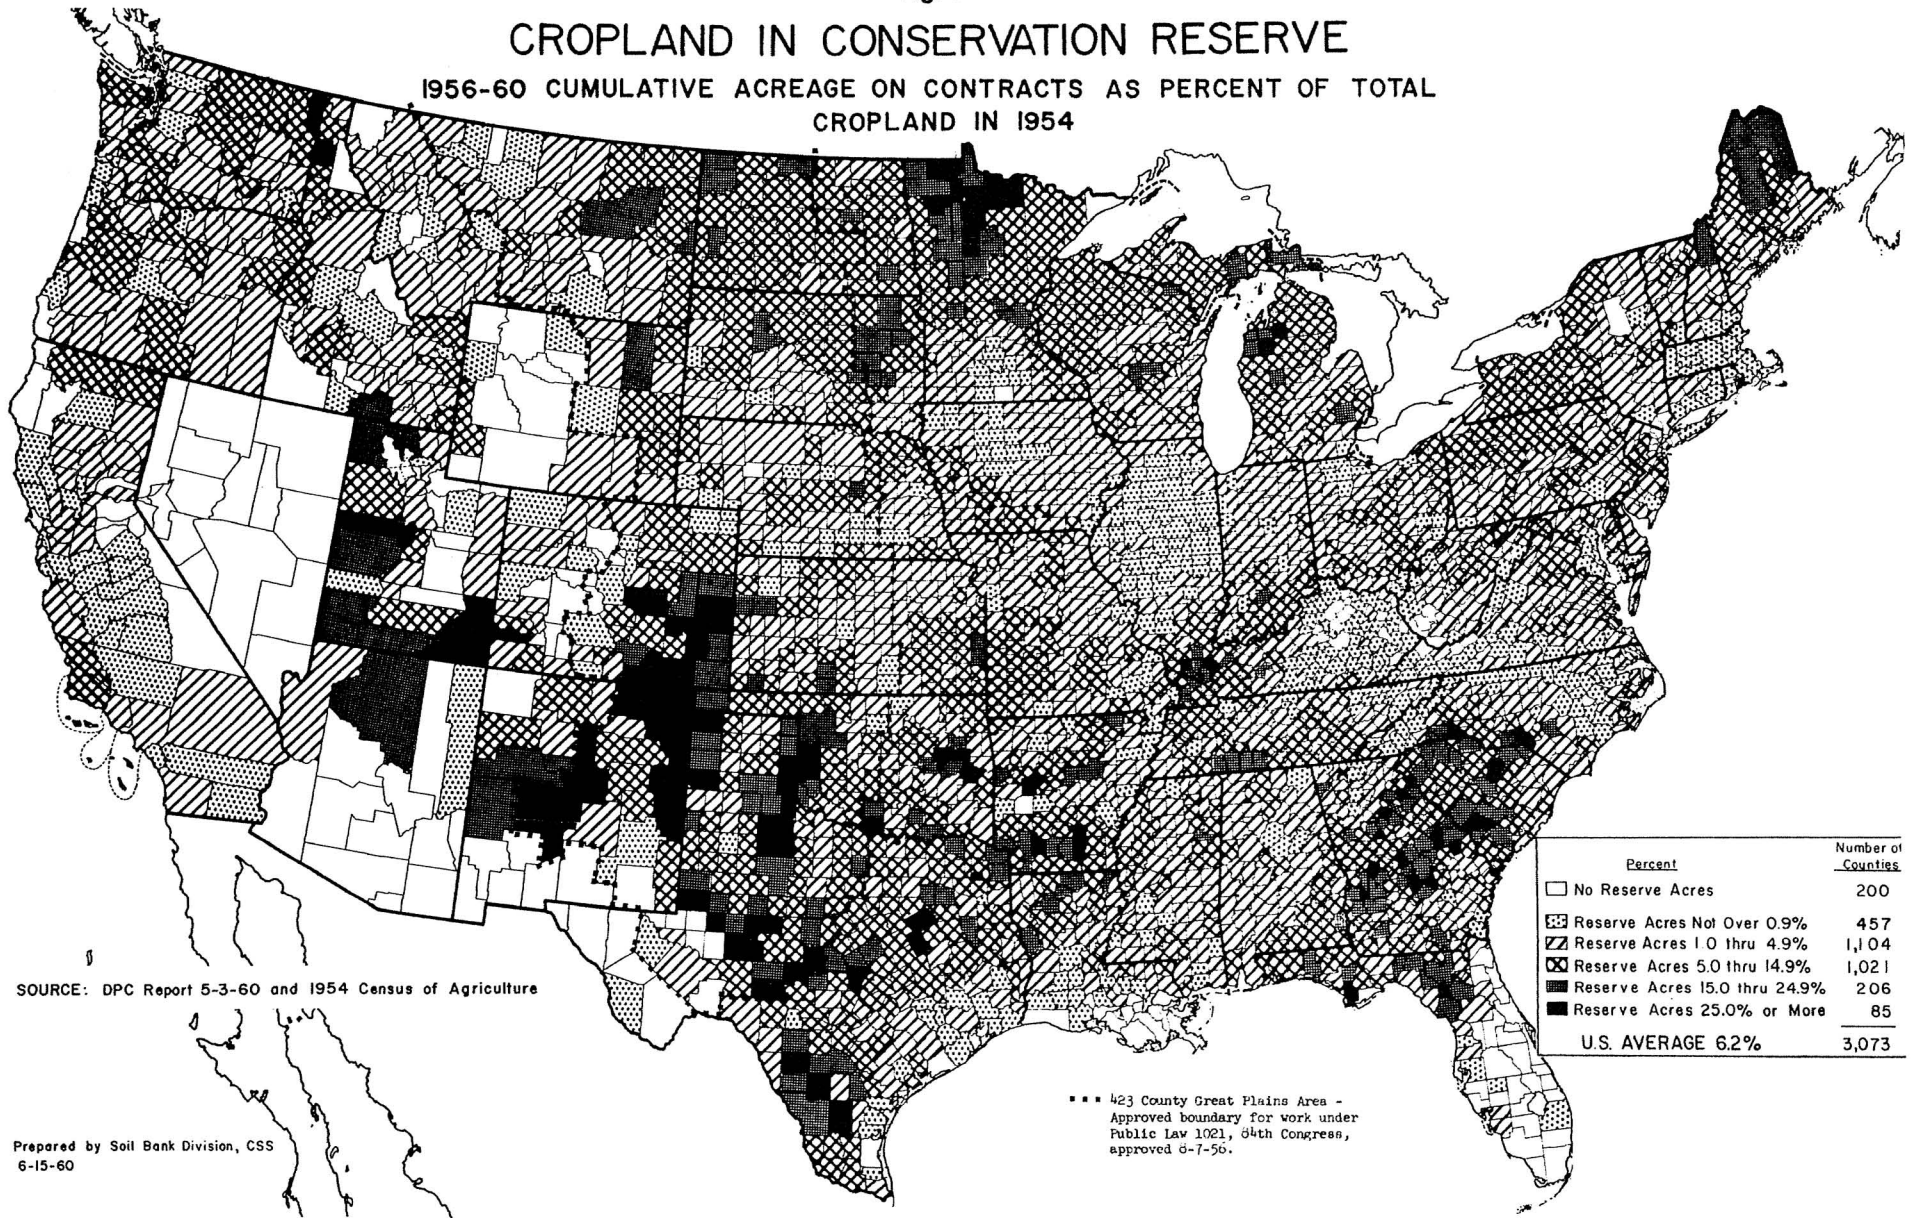 CROPLAND IN CONSERVATION RESERVE
1956-60 CUMULATIVE ACREAGE ON CONTRACTS AS PERCENT OF TOTAL
CROPLAND IN 1954
Percent Number of Counties
No Reserve Acres 200
Reserve Acres Not Over 0.9% 457
Reserve Acres 1.0 thru 4.9% 1,104
Reserve Acres 5.0 thru 14.9% 1,021
Reserve Acres 15.0 thru 24.9% 206
Reserve Acres 25.0% or More 85
U.S. AVERAGE 6.2% 3,073
SOURCE: DPC Report 5-3-60 and 1954 Census of Agriculture
423 County Great Plains Area -
Approved boundary for work under
Public Law 1021, 84th Congress,
approved 8-7-56.
Prepared by Soil Bank Division, CSS
6-15-60